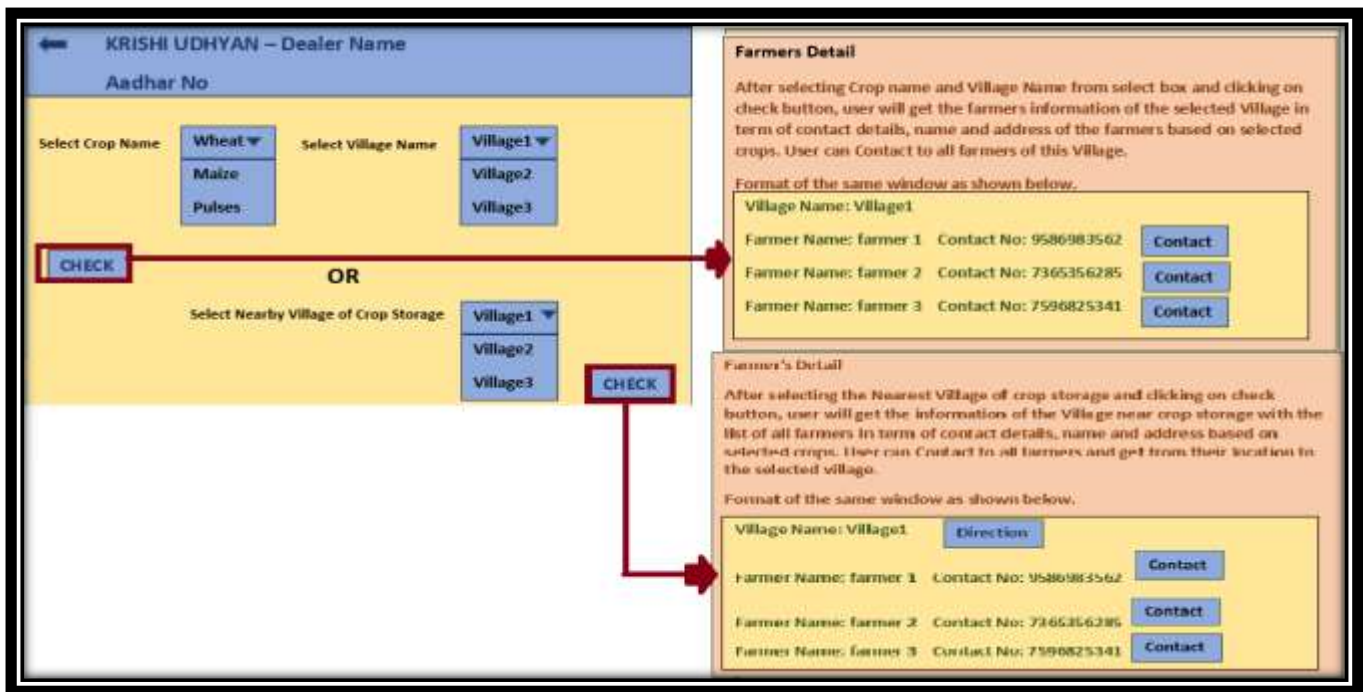 KRISHI UDHYAN – Dealer Name
Aadhar No
Select Crop Name
Wheat
Maize
Pulses
Select Village Name
Village1
Village2
Village3
CHECK
OR
Select Nearby Village of Crop Storage
Village1
Village2
Village3
CHECK
Farmers Detail
After selecting Crop name and Village Name from select box and clicking on
check button, user will get the farmers information of the selected Village in
term of contact details, name and address of the farmers based on selected
crops. User can Contact to all farmers of this Village.
Format of the same window as shown below.
Village Name: Village1
Farmer Name: farmer 1 Contact No: 9586983562 Contact
Farmer Name: farmer 2 Contact No: 7365356285 Contact
Farmer Name: farmer 3 Contact No: 7596825341 Contact
Farmer's Detail
After selecting the Nearest Village of crop storage and clicking on check
button, user will get the information of the Village near crop storage with the
list of all farmers in term of contact details, name and address based on
selected crops. User can Contact to all farmers and get from their location to
the selected village.
Format of the same window as shown below.
Village Name: Village1 Direction
Farmer Name: farmer 1 Contact No: 9586983562 Contact
Farmer Name: farmer 2 Contact No: 7365356285 Contact
Farmer Name: farmer 3 Contact No: 7596825341 Contact